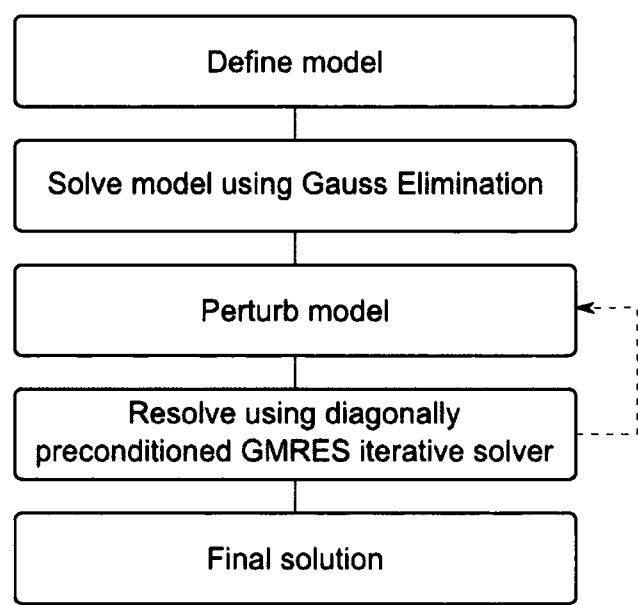 Define model
Solve model using Gauss Elimination
Perturb model
Resolve using diagonally
preconditioned GMRES iterative solver
Final solution